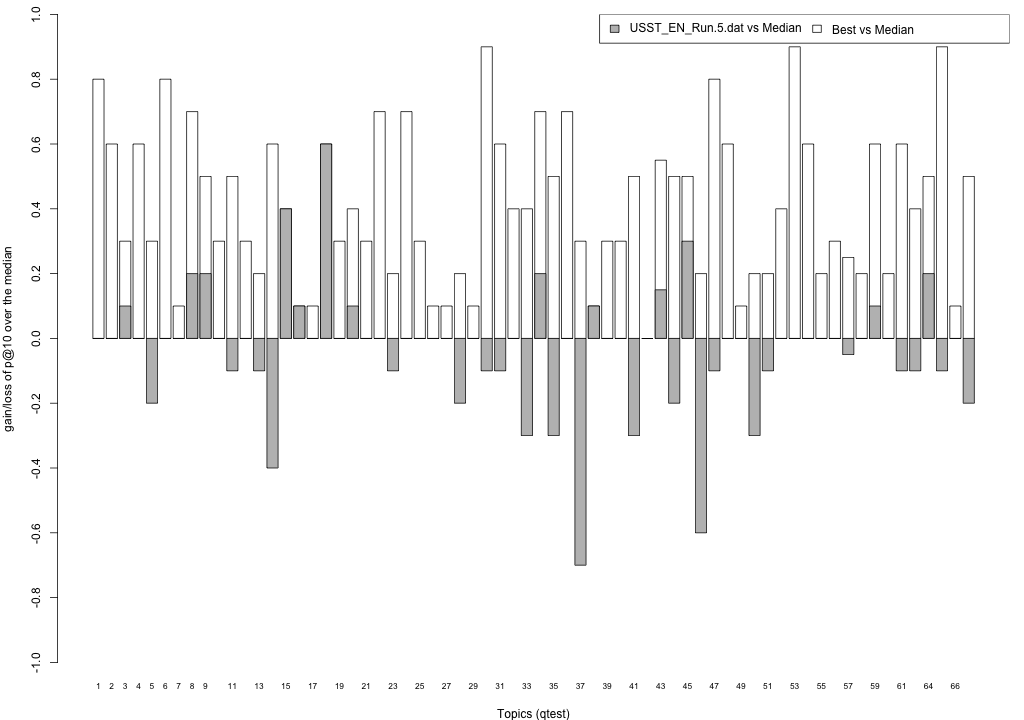 USST_EN_Run.5.dat vs Median Best vs Median
gain/loss of p@10 over the median
1.0
0.8
0.6
0.4
0.2
0.0
-0.2
-0.4
-0.6
-0.8
-1.0
1 2 3 4 5 6 7 8 9 11 13 15 17 19 21 23 25 27 29 31 33 35 37 39 41 43 45 47 49 51 53 55 57 59 61 64 66
Topics (qtest)